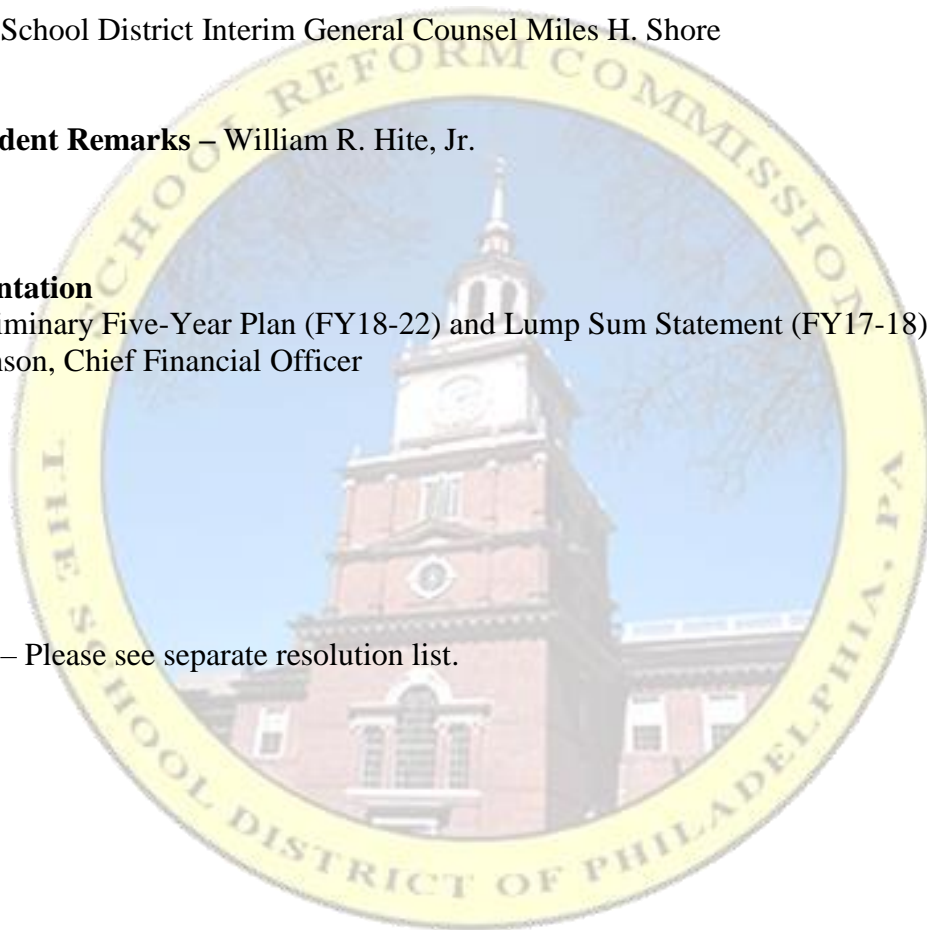 School District Interim General Counsel Miles H. Shore
SCHOOL REFORM COMMISSION
dent Remarks – William R. Hite, Jr.
ntation
iminary Five-Year Plan (FY18-22) and Lump Sum Statement (FY17-18)
nson, Chief Financial Officer
– Please see separate resolution list.
THE SCHOOL DISTRICT OF PHILADELPHIA, PA